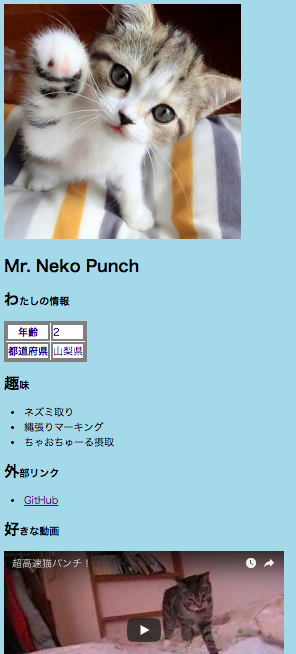 Mr. Neko Punch
わたしの情報
年齢 2
都道府県 山梨県
趣味
ネズミ取り
縄張りマーキング
ちゃおちゅーる摂取
外部リンク
GitHub
好きな動画
超高速猫パンチ！